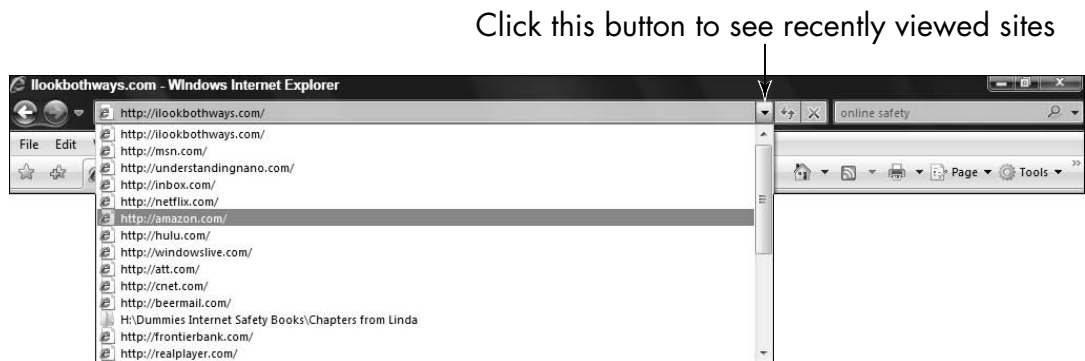 Click this button to see recently viewed sites
Ilookbothways.com - Windows Internet Explorer
http://ilookbothways.com/
online safety
File Edit
http://ilookbothways.com/
http://msn.com/
http://understandingnano.com/
http://inbox.com/
http://netflix.com/
http://amazon.com/
http://hulu.com/
http://windowslive.com/
http://att.com/
http://cnet.com/
http://beermail.com/
H:\Dummies Internet Safety Books\Chapters from Linda
http://frontierbank.com/
http://realplayer.com/
Page Tools